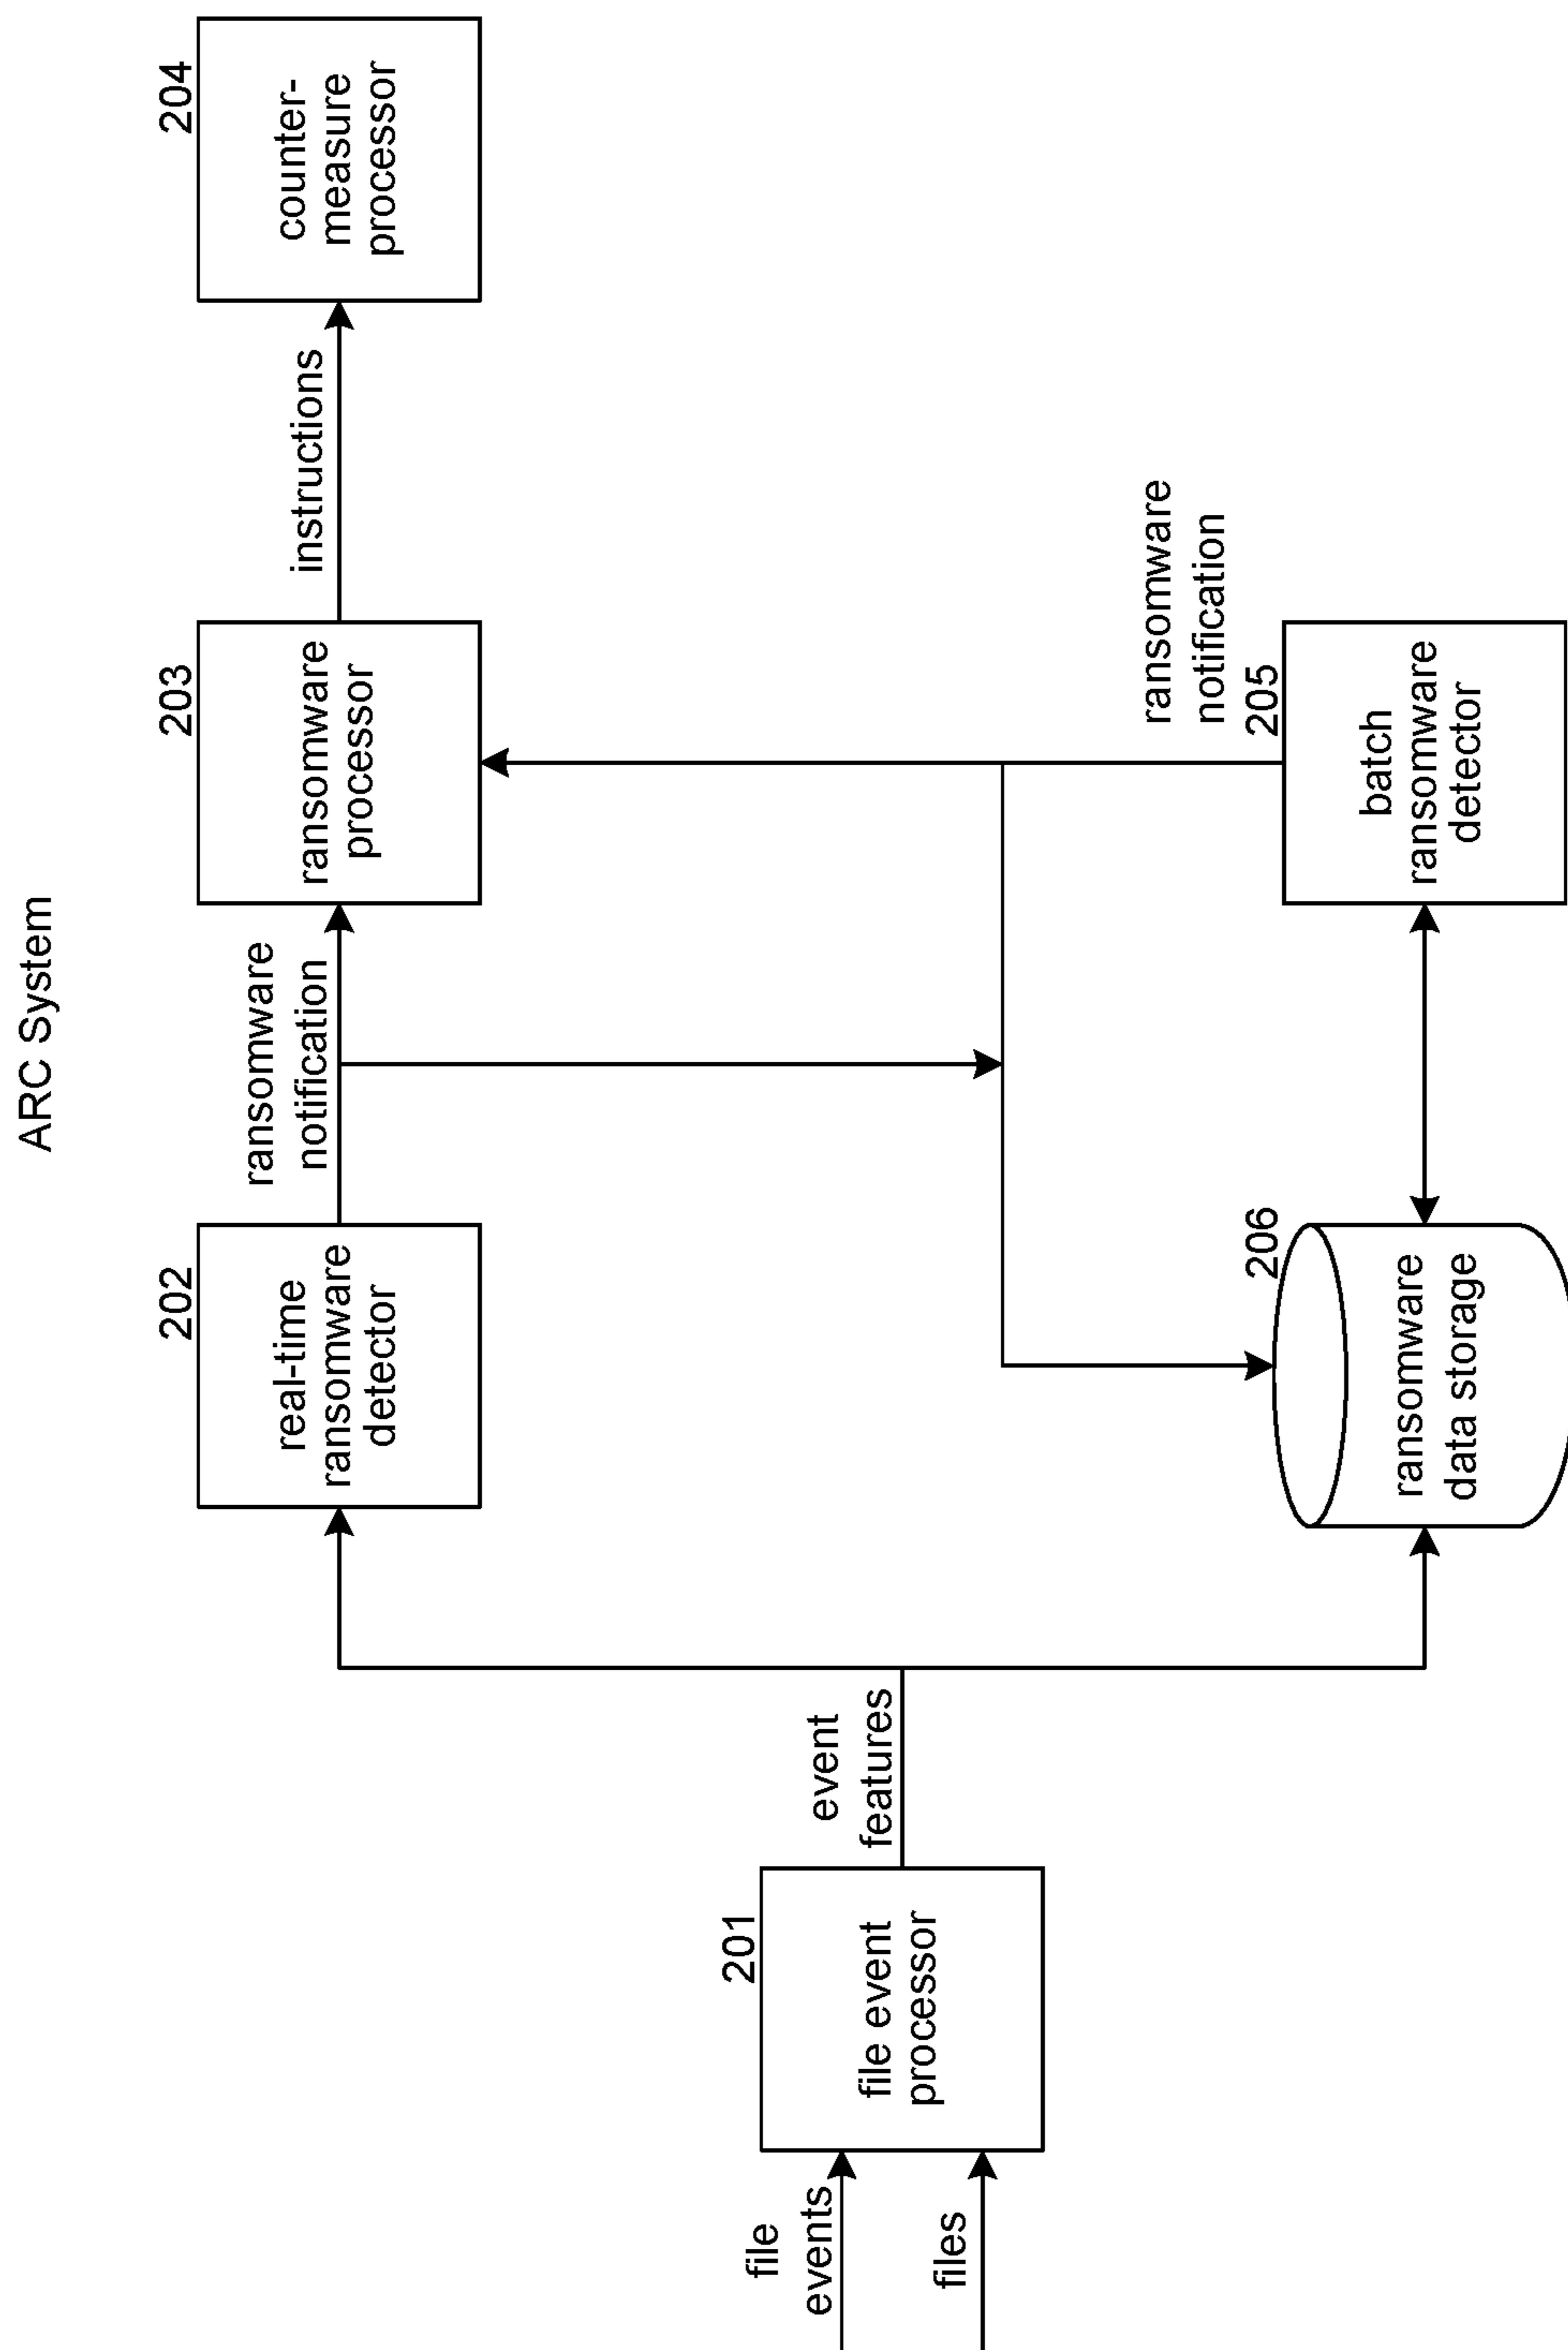 ARC System
file
events
files
201
file event
processor
event
features
202
real-time
ransomware
detector
ransomware
notification
203
ransomware
processor
instructions
204
counter-
measure
processor
206
ransomware
data storage
205
batch
ransomware
detector
ransomware
notification